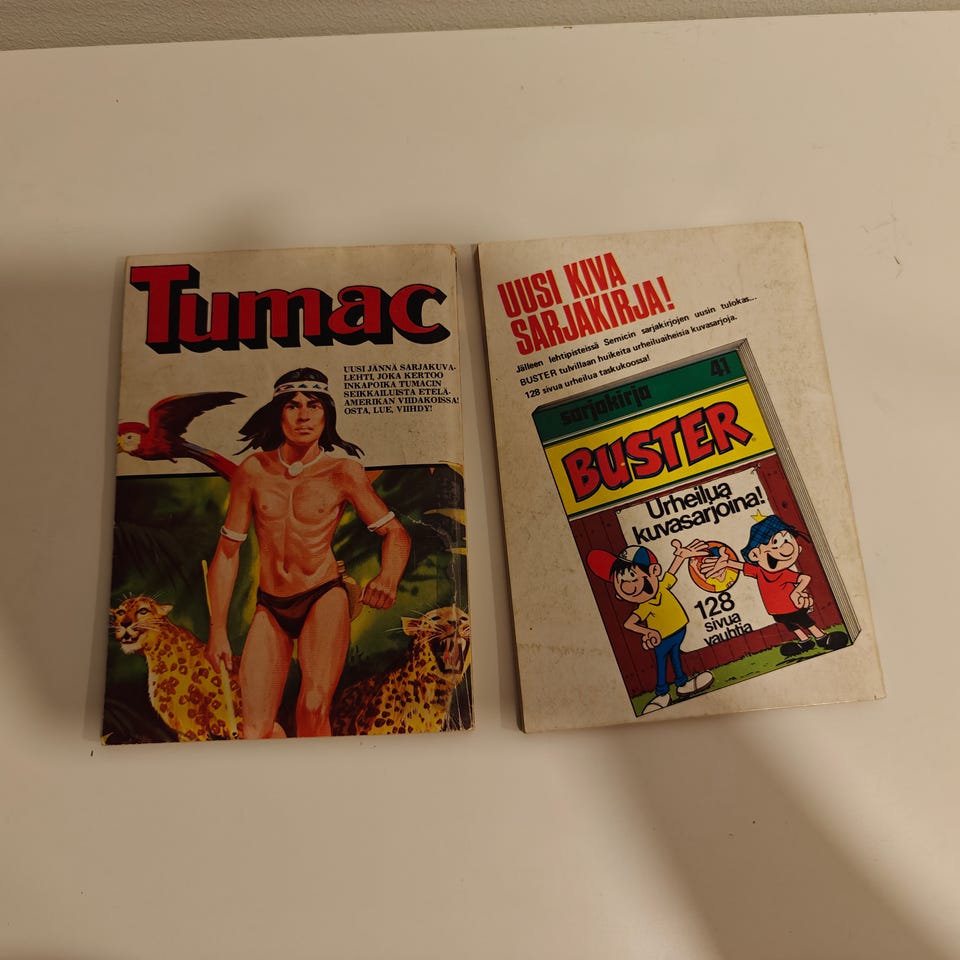 Tumac
UUSI JÄNNÄ SARJAKUVA-
LEHTI, JOKA KERTOO
INKAPOIKA TUMACIN
SEIKKAILUISTA ETELÄ-
AMERIKAN VIIDAKOISSA!
OSTA, LUE, VIIHDY!
UUSI KIVA
SARJAKIRJA!
Jälleen lehtipisteissä Semicin sarjakirjojen uusin tulokas...
BUSTER tulvillaan huikeita urheiluaiheisia kuvasarjoja.
128 sivua urheilua taskukoossa!
sarjakirja 41
BUSTER
Urheilua
kuvasarjoina!
128
sivua
vauhtia